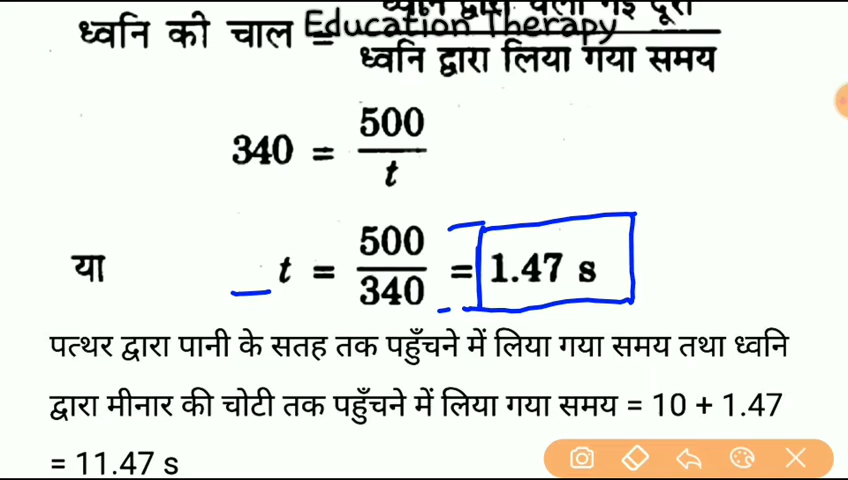 Education Therapy
ध्वनि की चाल =
ध्वनि द्वारा लिया गया समय
340 = 500 / t
या t = 500 / 340 = 1.47 s
पत्थर द्वारा पानी के सतह तक पहुँचने में लिया गया समय तथा ध्वनि
द्वारा मीनार की चोटी तक पहुँचने में लिया गया समय = 10 + 1.47
= 11.47 s